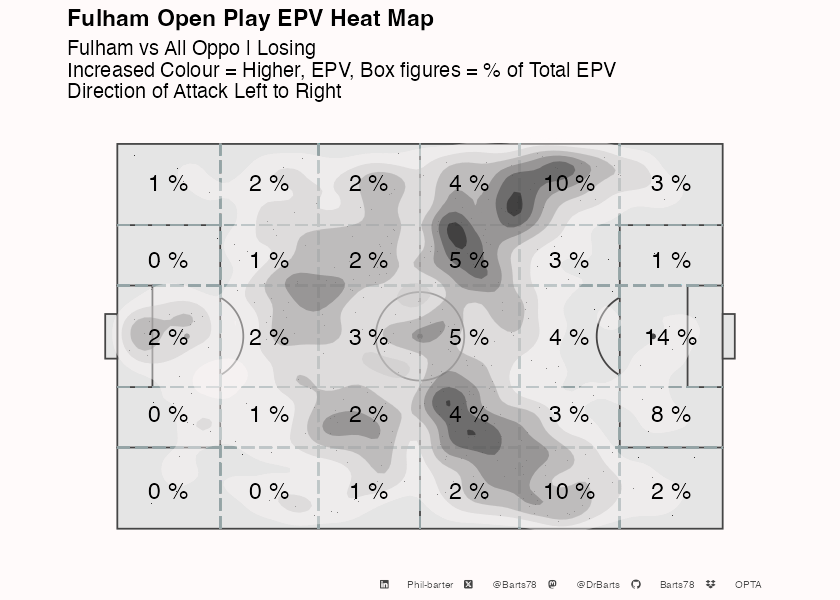 Fulham Open Play EPV Heat Map
Fulham vs All Oppo | Losing
Increased Colour = Higher, EPV, Box figures = % of Total EPV
Direction of Attack Left to Right
1 % 2 % 2 % 4 % 10 % 3 %
0 % 1 % 2 % 5 % 3 % 1 %
2 % 2 % 3 % 5 % 4 % 14 %
0 % 1 % 2 % 4 % 3 % 8 %
0 % 0 % 1 % 2 % 10 % 2 %
Phil-barter @Barts78 @DrBarts Barts78 OPTA